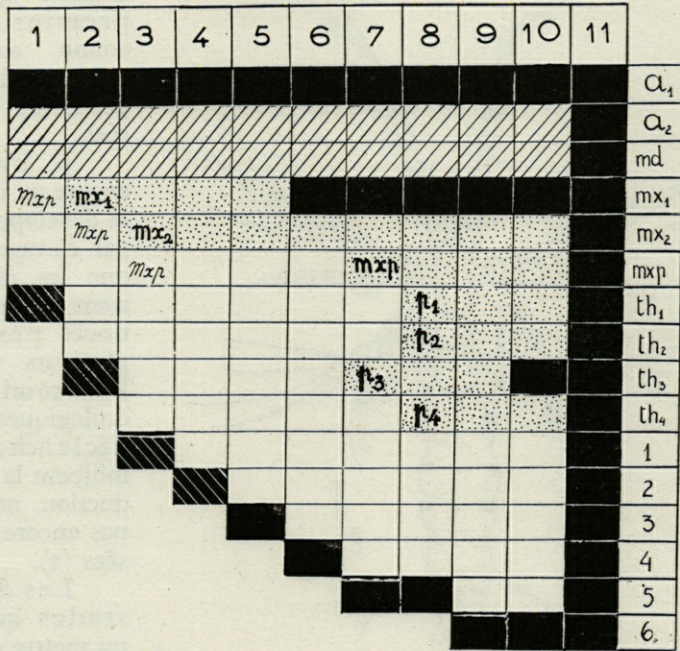 1 2 3 4 5 6 7 8 9 10 11
a₁
a₂
md
mxp mx₁ mx₁
mxp mx₂ mx₂
mxp mxp mxp
p₁ th₁
p₂ th₂
p₃ th₃
p₄ th₄
1
2
3
4
5
6